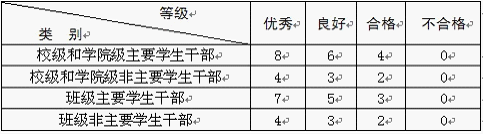 等级 优秀 良好 合格 不合格
类 别
校级和学院级主要学生干部 8 6 4 0
校级和学院级非主要学生干部 4 3 2 0
班级主要学生干部 7 5 3 0
班级非主要学生干部 4 3 2 0